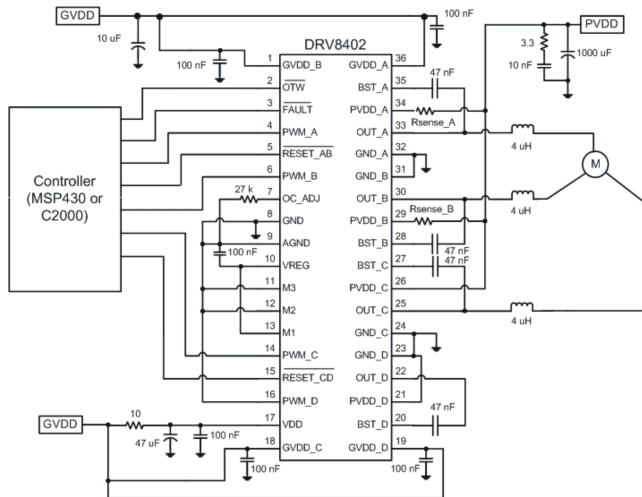 GVDD
PVDD
10 uF
100 nF
100 nF
3.3
10 nF
1000 uF
DRV8402
1 GVDD_B
2 OTW
3 FAULT
4 PWM_A
5 RESET_AB
6 PWM_B
7 OC_ADJ
8 GND
9 AGND
10 VREG
11 M3
12 M2
13 M1
14 PWM_C
15 RESET_CD
16 PWM_D
17 VDD
18 GVDD_C
GVDD_A 36
BST_A 35
PVDD_A 34
OUT_A 33
GND_A 32
GND_B 31
OUT_B 30
PVDD_B 29
BST_B 28
BST_C 27
PVDD_C 26
OUT_C 25
GND_C 24
GND_D 23
OUT_D 22
PVDD_D 21
BST_D 20
GVDD_D 19
Controller
(MSP430 or
C2000)
27 k
100 nF
47 nF
Rsense_A
Rsense_B
47 nF
47 nF
47 nF
4 uH
4 uH
4 uH
M
GVDD
10
47 uF
100 nF
100 nF
100 nF